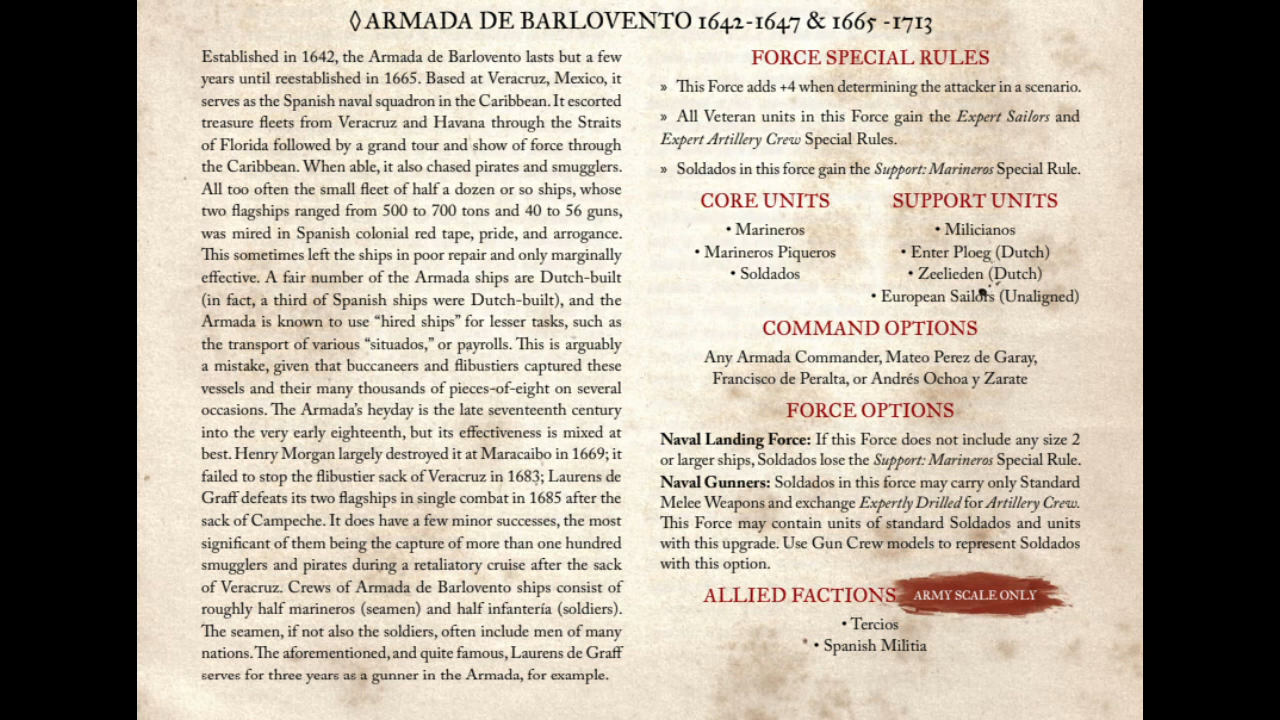 ◊ARMADA DE BARLOVENTO 1642-1647 & 1665 -1713
Established in 1642, the Armada de Barlovento lasts but a few
years until reestablished in 1665. Based at Veracruz, Mexico, it
serves as the Spanish naval squadron in the Caribbean. It escorted
treasure fleets from Veracruz and Havana through the Straits
of Florida followed by a grand tour and show of force through
the Caribbean. When able, it also chased pirates and smugglers.
All too often the small fleet of half a dozen or so ships, whose
two flagships ranged from 500 to 700 tons and 40 to 56 guns,
was mired in Spanish colonial red tape, pride, and arrogance.
This sometimes left the ships in poor repair and only marginally
effective. A fair number of the Armada ships are Dutch-built
(in fact, a third of Spanish ships were Dutch-built), and the
Armada is known to use “hired ships” for lesser tasks, such as
the transport of various “situados,” or payrolls. This is arguably
a mistake, given that buccaneers and flibustiers captured these
vessels and their many thousands of pieces-of-eight on several
occasions. The Armada’s heyday is the late seventeenth century
into the very early eighteenth, but its effectiveness is mixed at
best. Henry Morgan largely destroyed it at Maracaibo in 1669; it
failed to stop the flibustier sack of Veracruz in 1683; Laurens de
Graff defeats its two flagships in single combat in 1685 after the
sack of Campeche. It does have a few minor successes, the most
significant of them being the capture of more than one hundred
smugglers and pirates during a retaliatory cruise after the sack
of Veracruz. Crews of Armada de Barlovento ships consist of
roughly half marineros (seamen) and half infantería (soldiers).
The seamen, if not also the soldiers, often include men of many
nations. The aforementioned, and quite famous, Laurens de Graff
serves for three years as a gunner in the Armada, for example.
FORCE SPECIAL RULES
» This Force adds +4 when determining the attacker in a scenario.
» All Veteran units in this Force gain the Expert Sailors and
Expert Artillery Crew Special Rules.
» Soldados in this force gain the Support: Marineros Special Rule.
CORE UNITS
• Marineros
• Marineros Piqueros
• Soldados
SUPPORT UNITS
• Milicianos
• Enter Ploeg (Dutch)
• Zeelieden (Dutch)
• European Sailors (Unaligned)
COMMAND OPTIONS
Any Armada Commander, Mateo Perez de Garay,
Francisco de Peralta, or Andrés Ochoa y Zarate
FORCE OPTIONS
Naval Landing Force: If this Force does not include any size 2
or larger ships, Soldados lose the Support: Marineros Special Rule.
Naval Gunners: Soldados in this force may carry only Standard
Melee Weapons and exchange Expertly Drilled for Artillery Crew.
This Force may contain units of standard Soldados and units
with this upgrade. Use Gun Crew models to represent Soldados
with this option.
ALLIED FACTIONS ARMY SCALE ONLY
• Tercios
• Spanish Militia